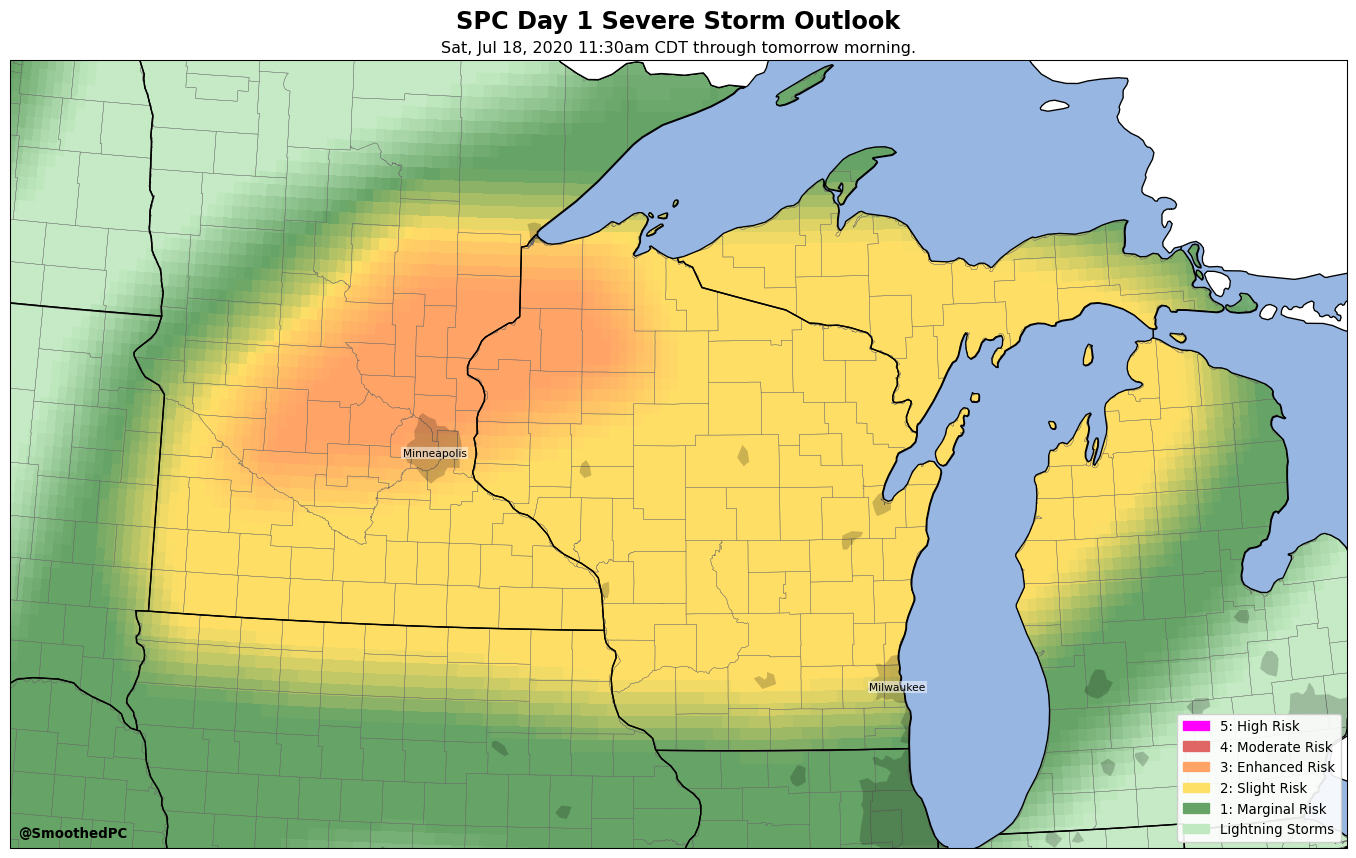 SPC Day 1 Severe Storm Outlook
Sat, Jul 18, 2020 11:30am CDT through tomorrow morning.
Minneapolis
Milwaukee
5: High Risk
4: Moderate Risk
3: Enhanced Risk
2: Slight Risk
1: Marginal Risk
Lightning Storms
@SmoothedPC